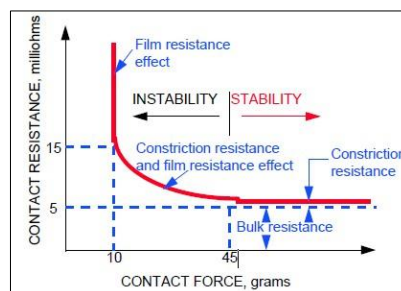 Film resistance
effect
INSTABILITY
STABILITY
15
Constriction resistance
and film resistance effect
Constriction
resistance
5
Bulk resistance
10
45
CONTACT FORCE, grams
CONTACT RESISTANCE, milliohms